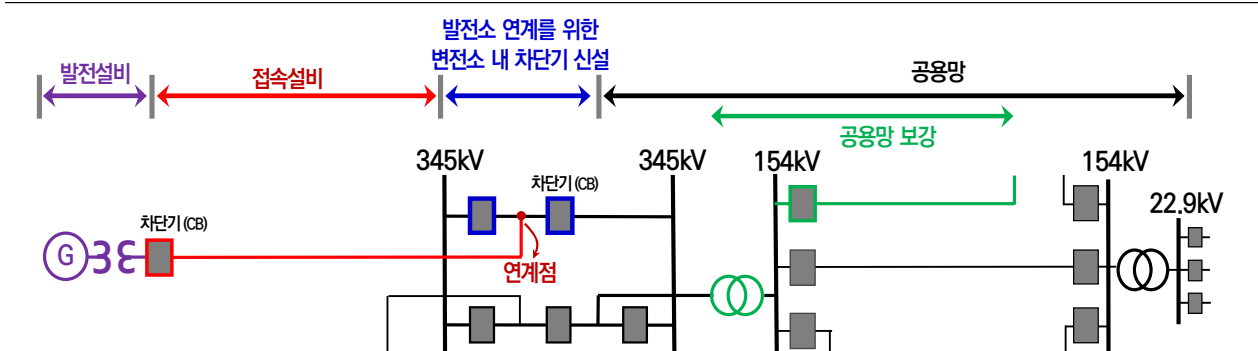 발전소 연계를 위한
변전소 내 차단기 신설
발전설비
접속설비
공용망
공용망 보강
345kV
345kV
154kV
154kV
차단기 (CB)
22.9kV
차단기 (CB)
G
연계점